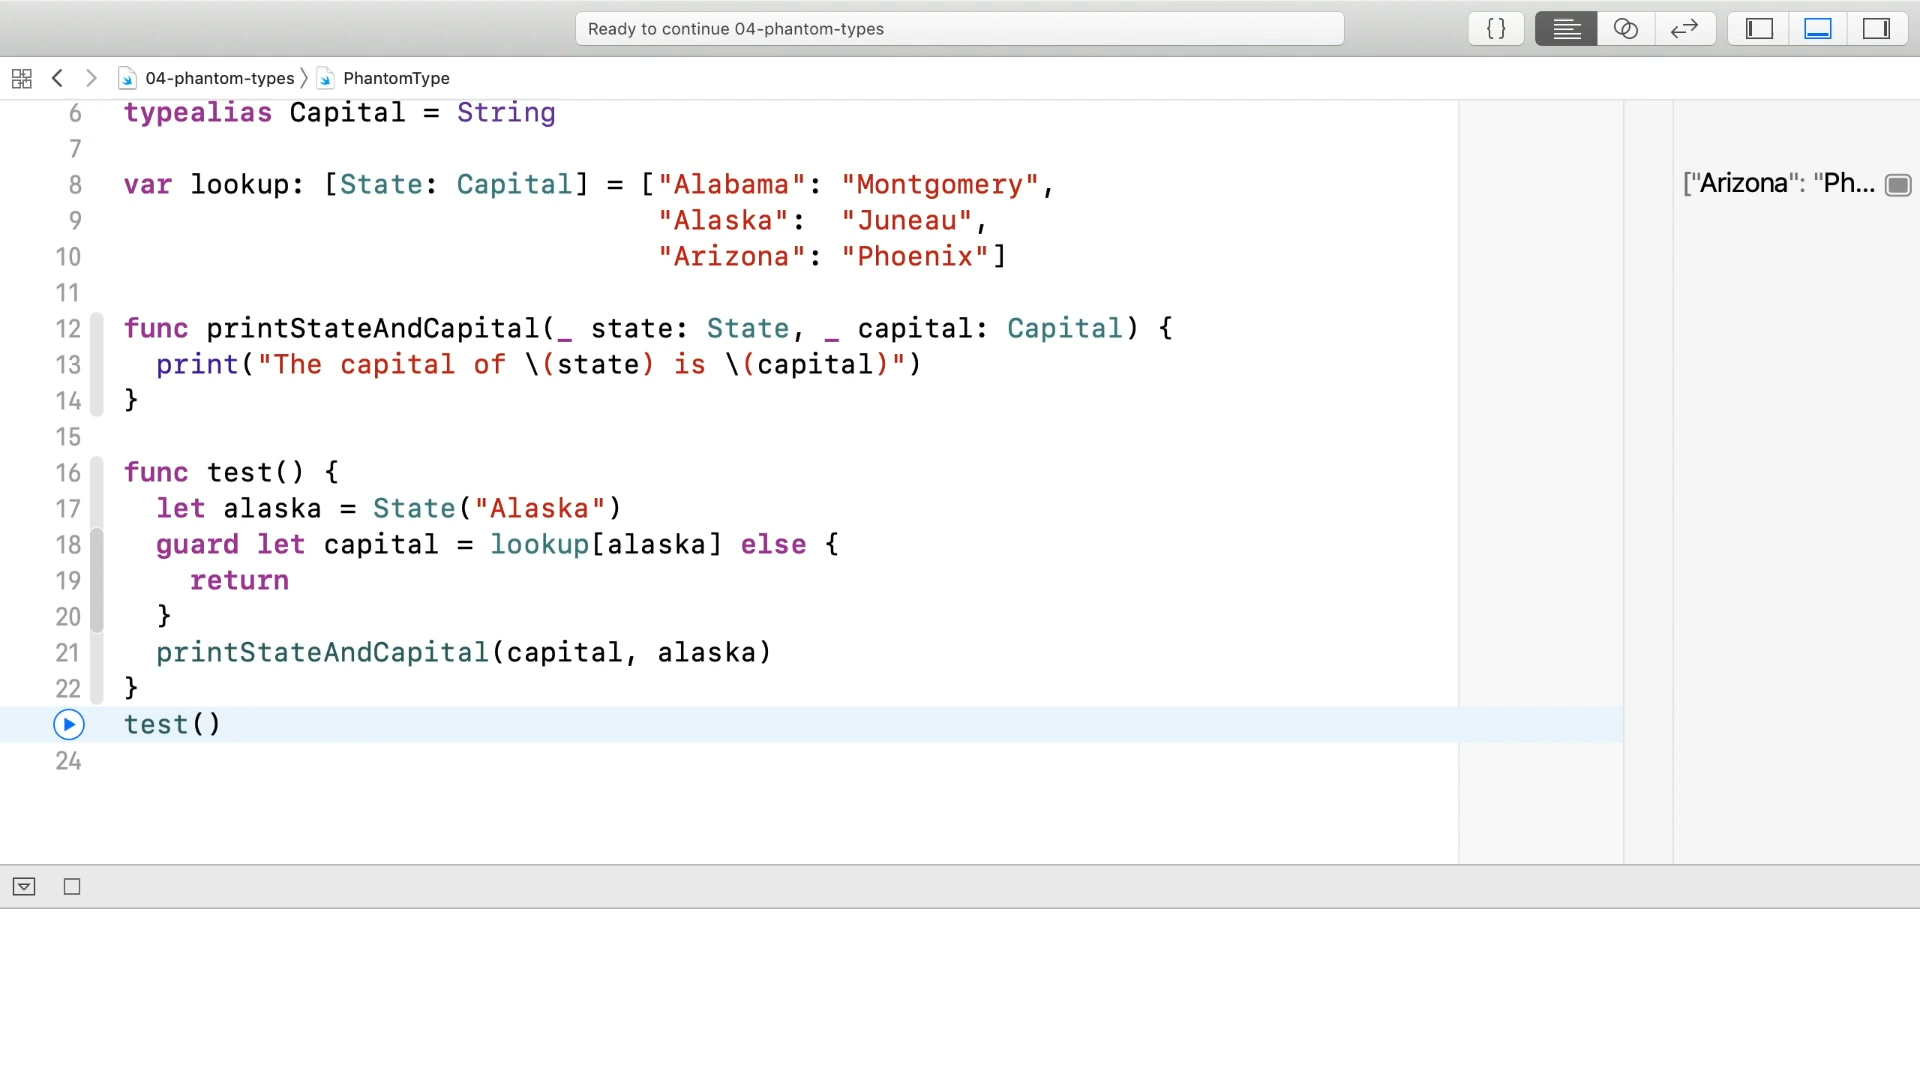 Ready to continue 04-phantom-types
{ }
04-phantom-types PhantomType
6 typealias Capital = String
7
8 var lookup: [State: Capital] = ["Alabama": "Montgomery",
9 "Alaska": "Juneau",
10 "Arizona": "Phoenix"]
11
12 func printStateAndCapital(_ state: State, _ capital: Capital) {
13 print("The capital of \(state) is \(capital)")
14 }
15
16 func test() {
17 let alaska = State("Alaska")
18 guard let capital = lookup[alaska] else {
19 return
20 }
21 printStateAndCapital(capital, alaska)
22 }
test()
24
["Arizona": "Ph...